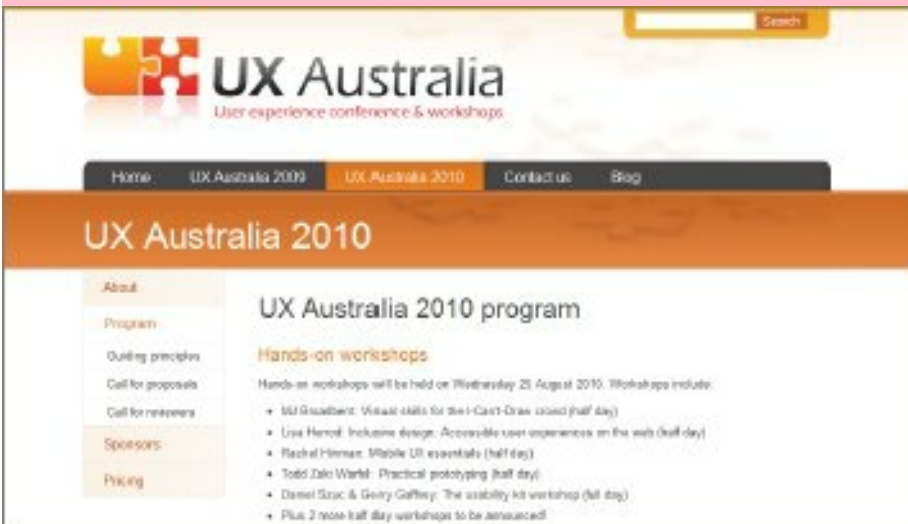 Search
UX Australia
User experience conference & workshops
Home UX Australia 2009 UX Australia 2010 Contact us Blog
UX Australia 2010
About
Program
Guiding principles
Call for proposals
Call for reviewers
Sponsors
Pricing
UX Australia 2010 program
Hands-on workshops
Hands-on workshops will be held on Wednesday 25 August 2010. Workshops include:
• MJ Broadbent: Visual skills for the I-Can't-Draw crowd (half day)
• Lisa Herrod: Inclusive design: Accessible user experiences on the web (half day)
• Rachel Hinman: Mobile UX essentials (half day)
• Todd Zaki Warfel: Practical prototyping (half day)
• Daniel Szuc & Gerry Gaffney: The usability kit workshop (full day)
• Plus 2 more half day workshops to be announced!